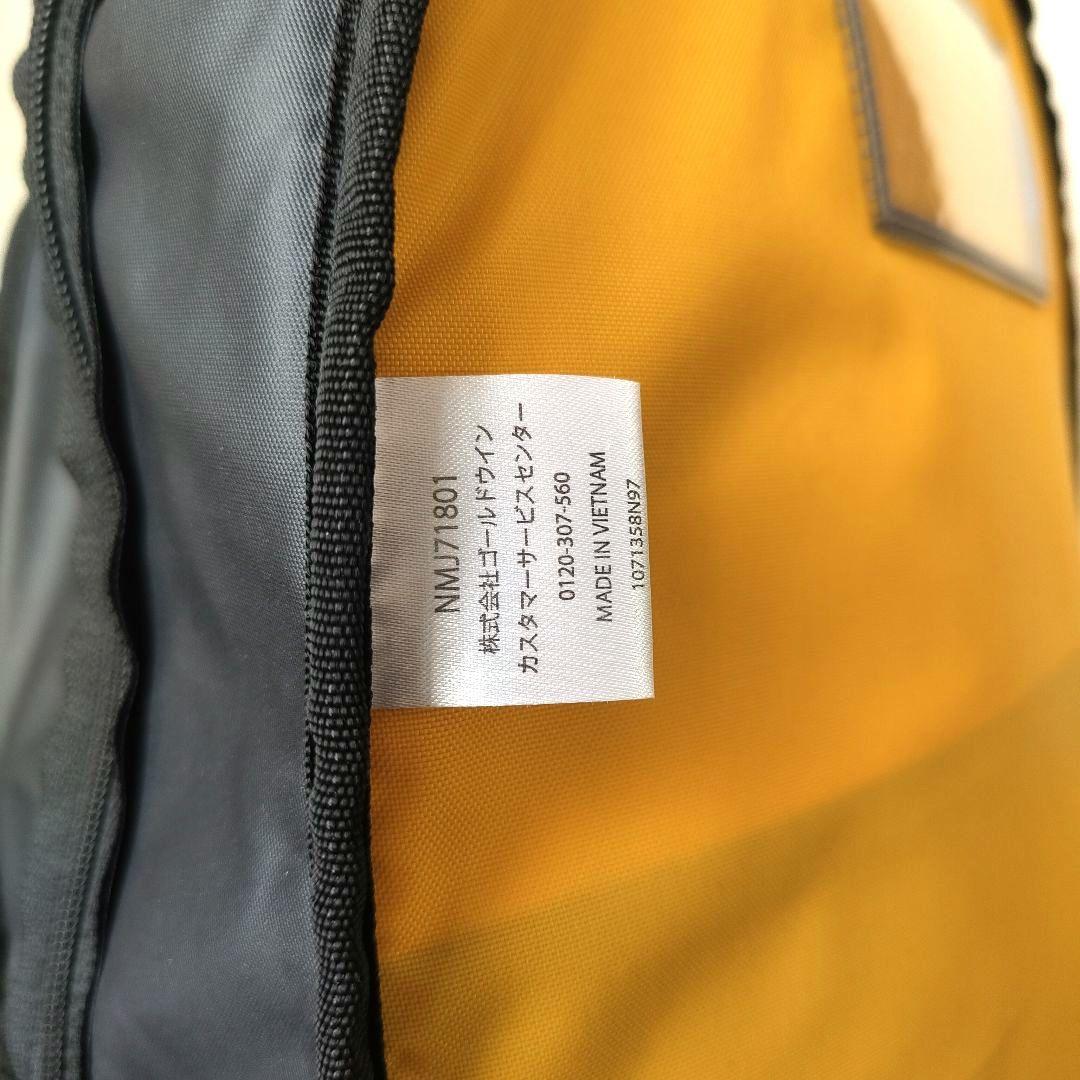 NMJ71801
株式会社ゴールドウイン
カスタマーサービスセンター
0120-307-560
MADE IN VIETNAM
1071358N97